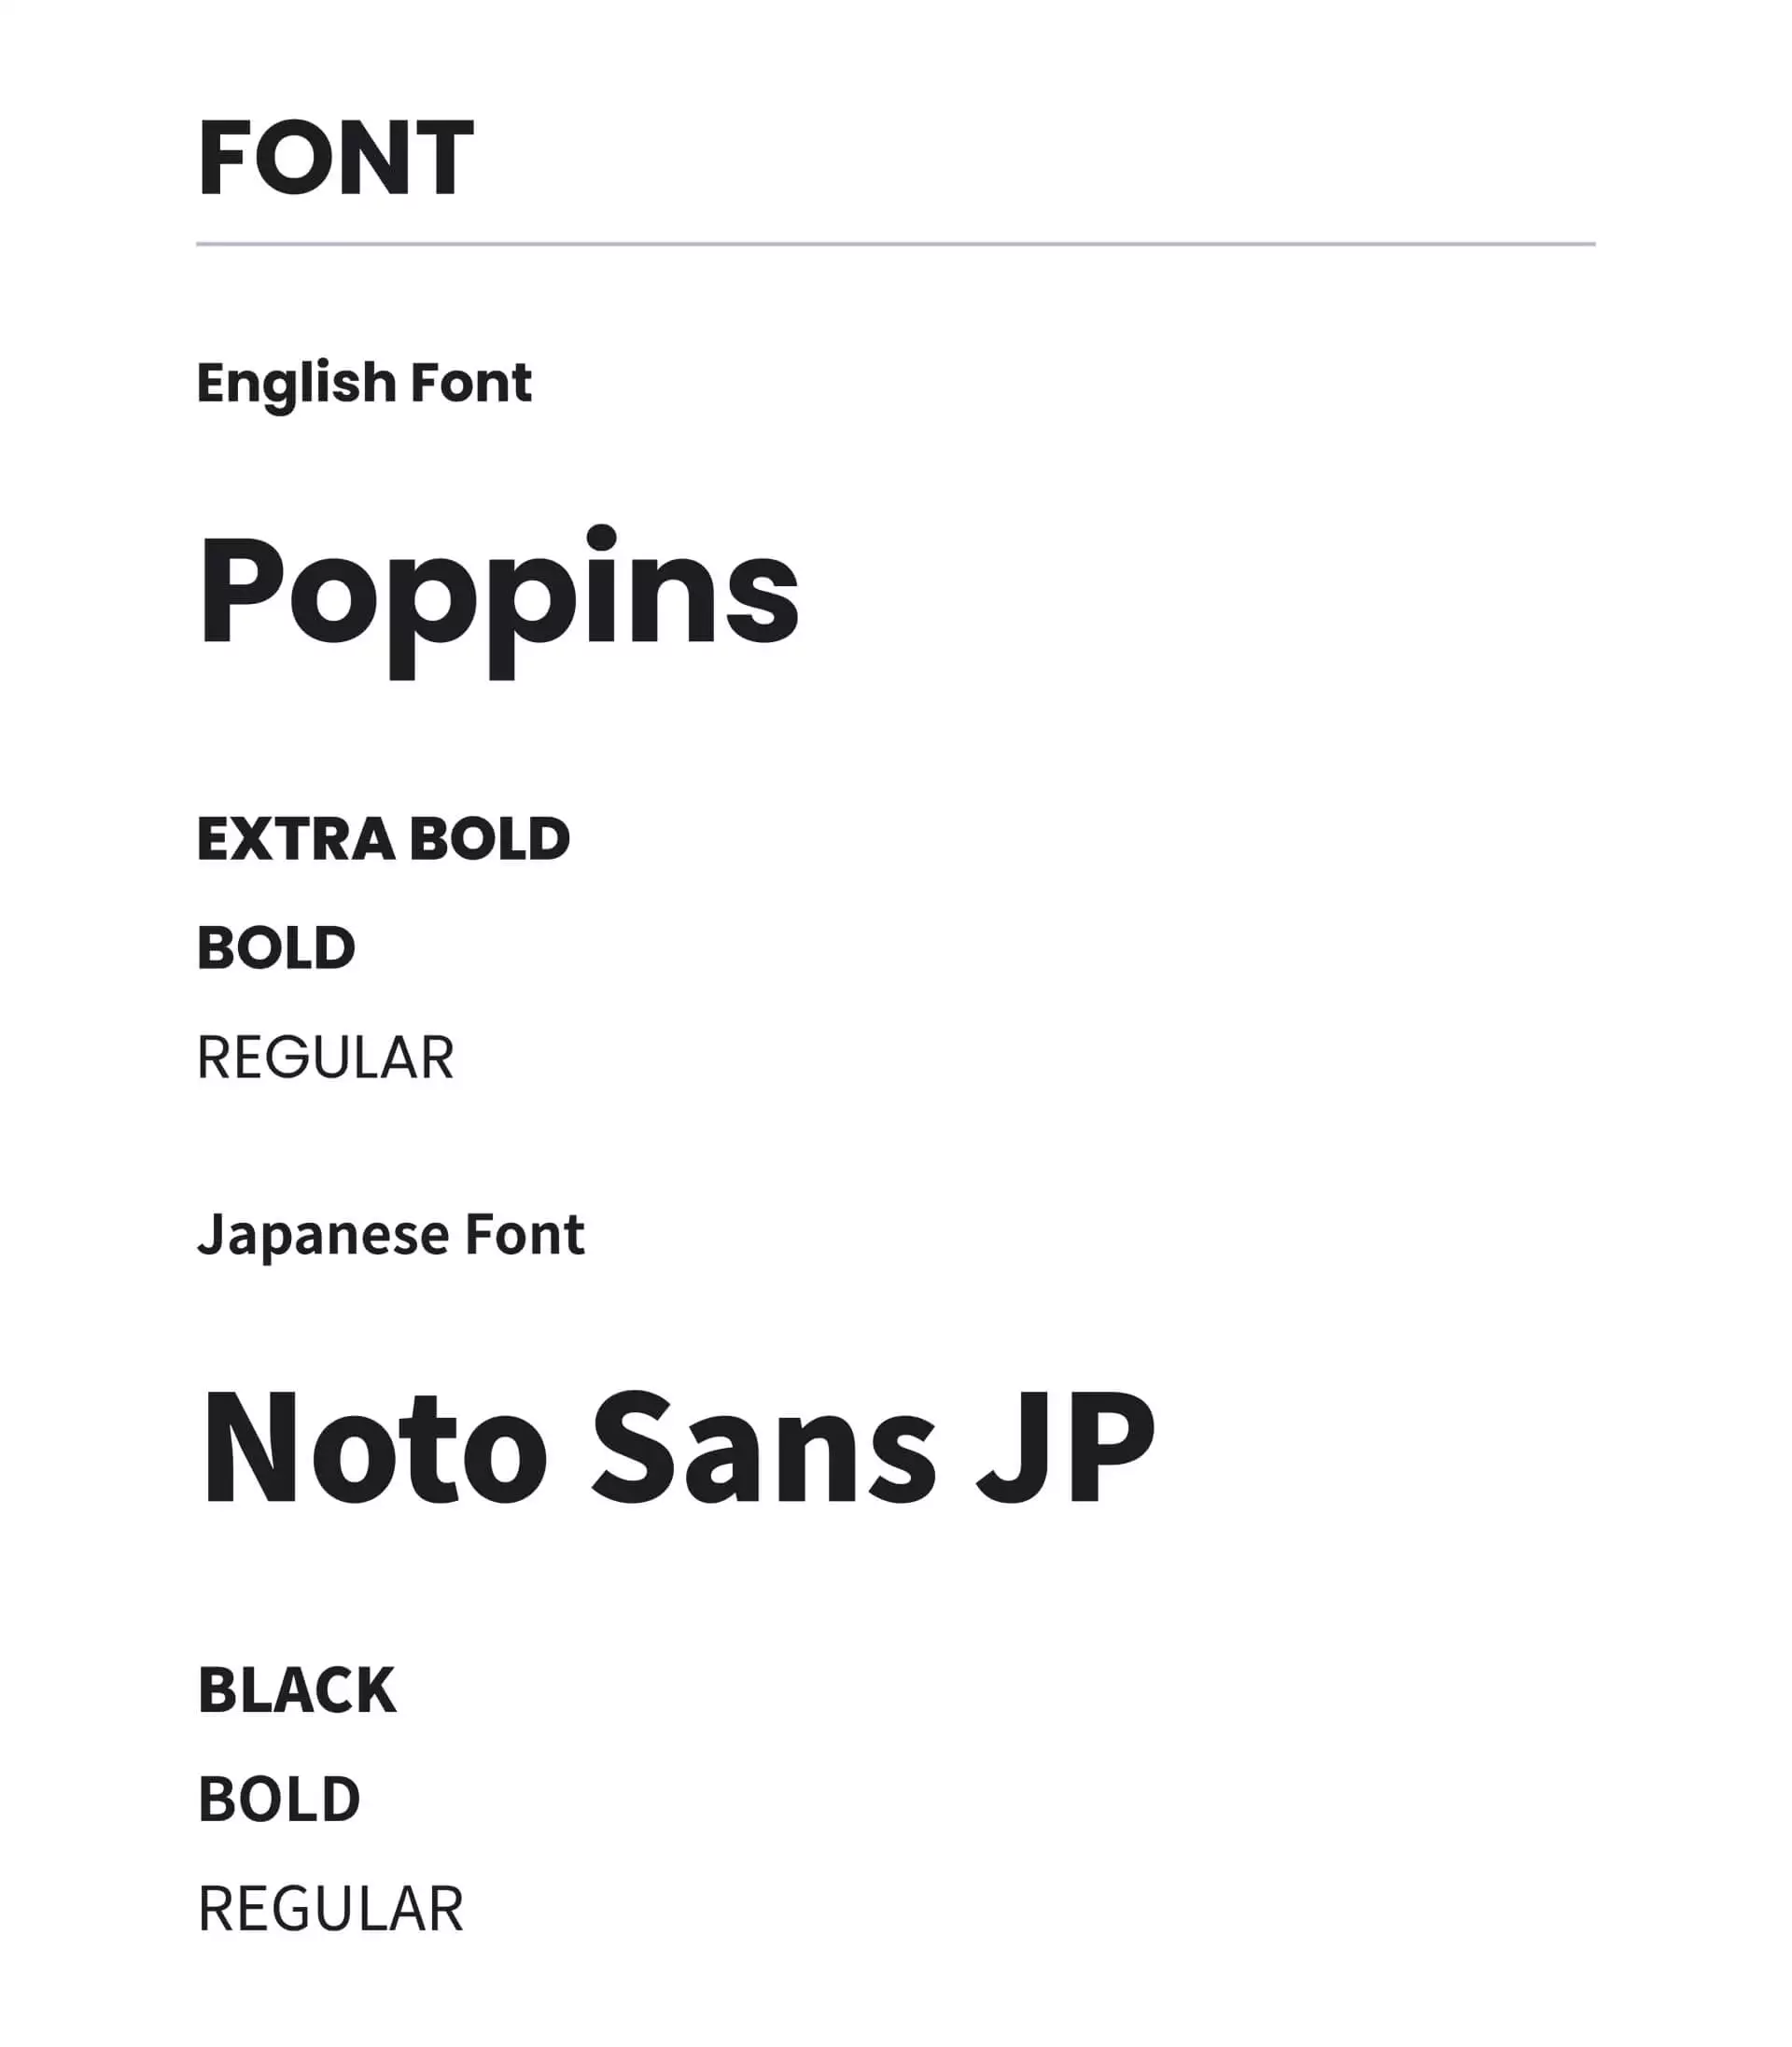 FONT
English Font
Poppins
EXTRA BOLD
BOLD
REGULAR
Japanese Font
Noto Sans JP
BLACK
BOLD
REGULAR